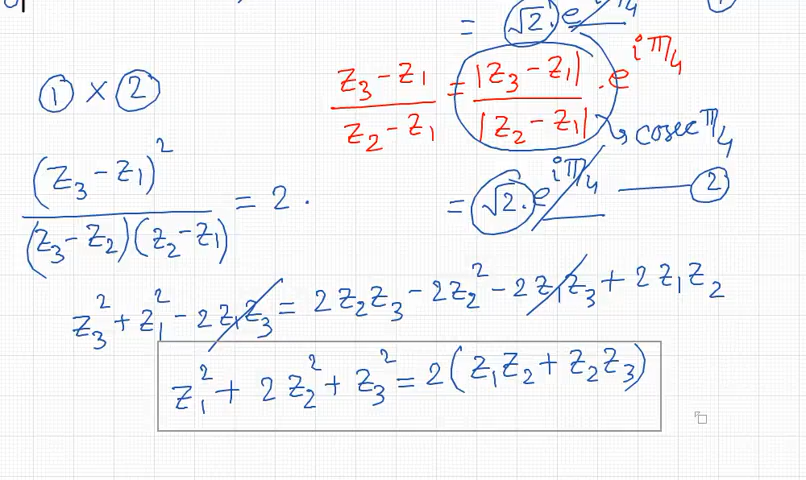 = √2. e^iπ/4
(z₃ - z₁)/(z₂ - z₁) = |z₃ - z₁|/|z₂ - z₁| . e^iπ/4
① × ②
cosec π/4
(z₃ - z₁)²/((z₃ - z₂)(z₂ - z₁)) = 2 .
= √2. e^iπ/4 —— ②
z₃² + z₁² - 2z₁z₃ = 2z₂z₃ - 2z₂² - 2z₁z₃ + 2z₁z₂
z₁² + 2z₂² + z₃² = 2(z₁z₂ + z₂z₃)